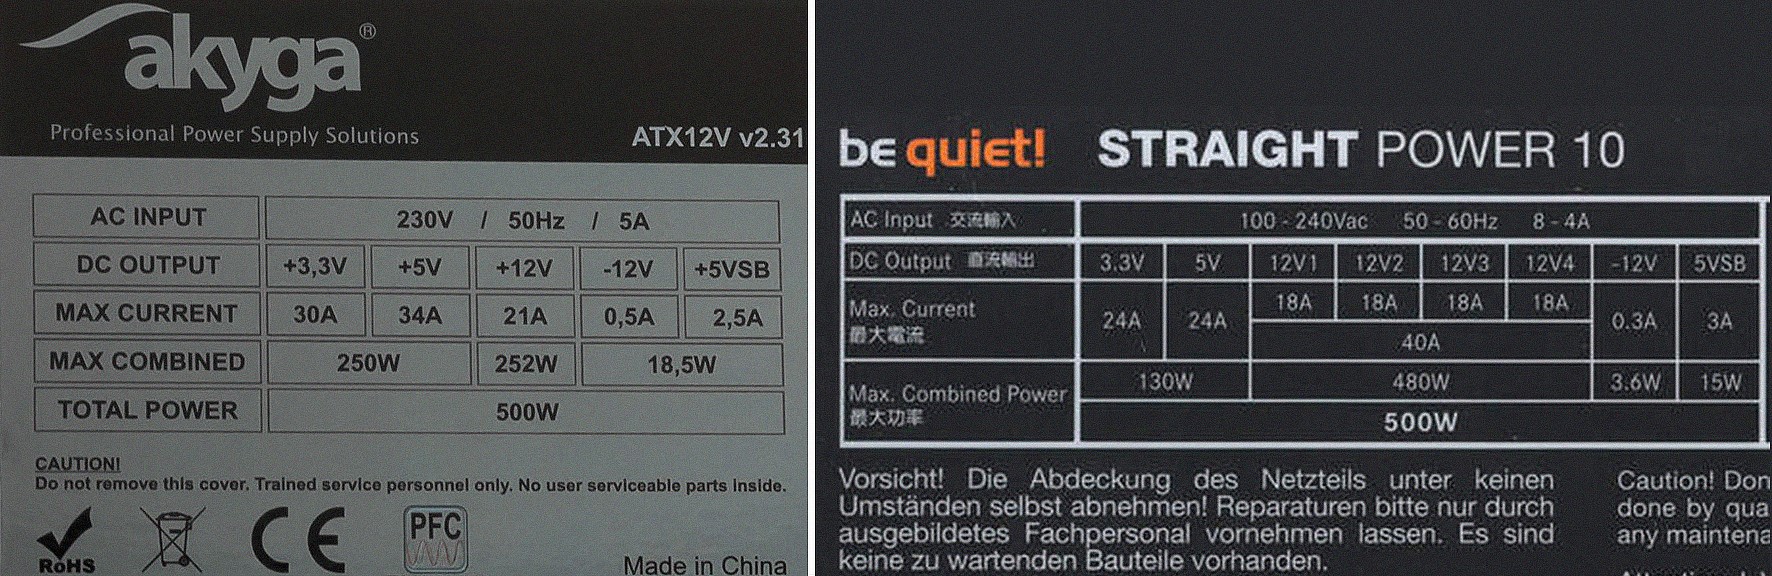 akyga®
Professional Power Supply Solutions
ATX12V v2.31
AC INPUT 230V / 50Hz / 5A
DC OUTPUT +3,3V +5V +12V -12V +5VSB
MAX CURRENT 30A 34A 21A 0,5A 2,5A
MAX COMBINED 250W 252W 18,5W
TOTAL POWER 500W
CAUTION!
Do not remove this cover. Trained service personnel only. No user serviceable parts inside.
RoHS
CE
PFC
Made in China
be quiet! STRAIGHT POWER 10
AC Input 交流輸入 100 - 240Vac 50 - 60Hz 8 - 4A
DC Output 直流輸出 3.3V 5V 12V1 12V2 12V3 12V4 -12V 5VSB
Max. Current
最大電流
24A 24A 18A 18A 18A 18A 0.3A 3A
40A
Max. Combined Power
最大功率
130W 480W 3.6W 15W
500W
Vorsicht! Die Abdeckung des Netzteils unter keinen
Umständen selbst abnehmen! Reparaturen bitte nur durch
ausgebildetes Fachpersonal vornehmen lassen. Es sind
keine zu wartenden Bauteile vorhanden.
Caution! Don
done by qua
any maintena